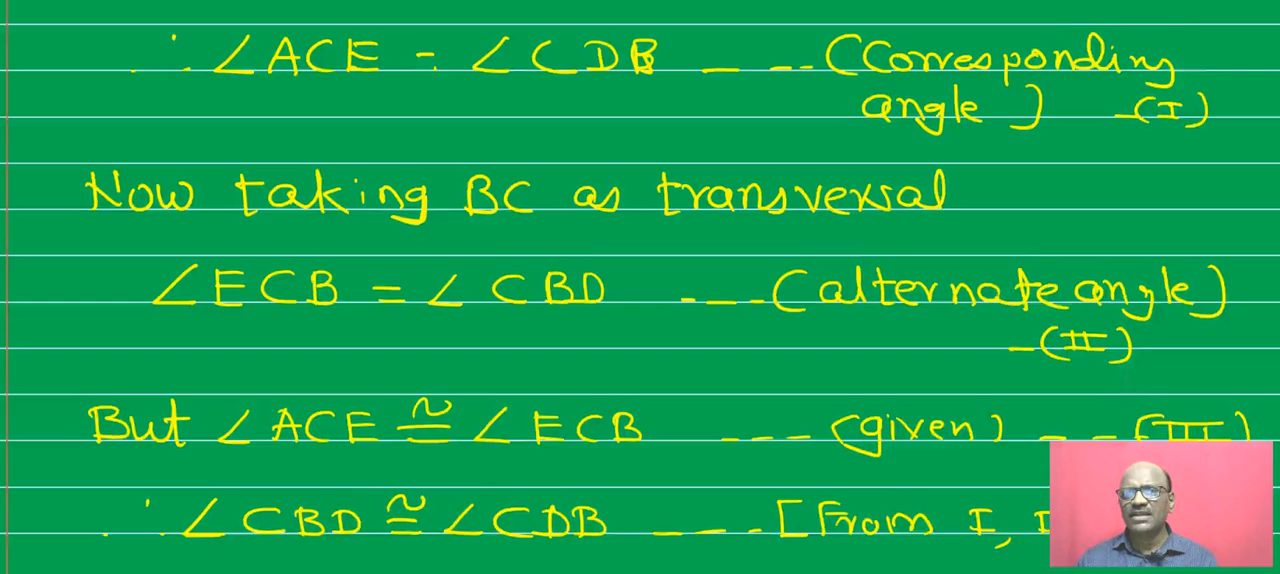 ∴ ∠ACE = ∠CDB _ _ _ (Corresponding
angle) - (I)
Now taking BC as transversal
∠ECB = ∠CBD _ _ _ (alternate angle)
- (II)
But ∠ACE ≅ ∠ECB _ _ _ (given) _ _ (III)
∴ ∠CBD ≅ ∠CDB _ _ _ [From I,